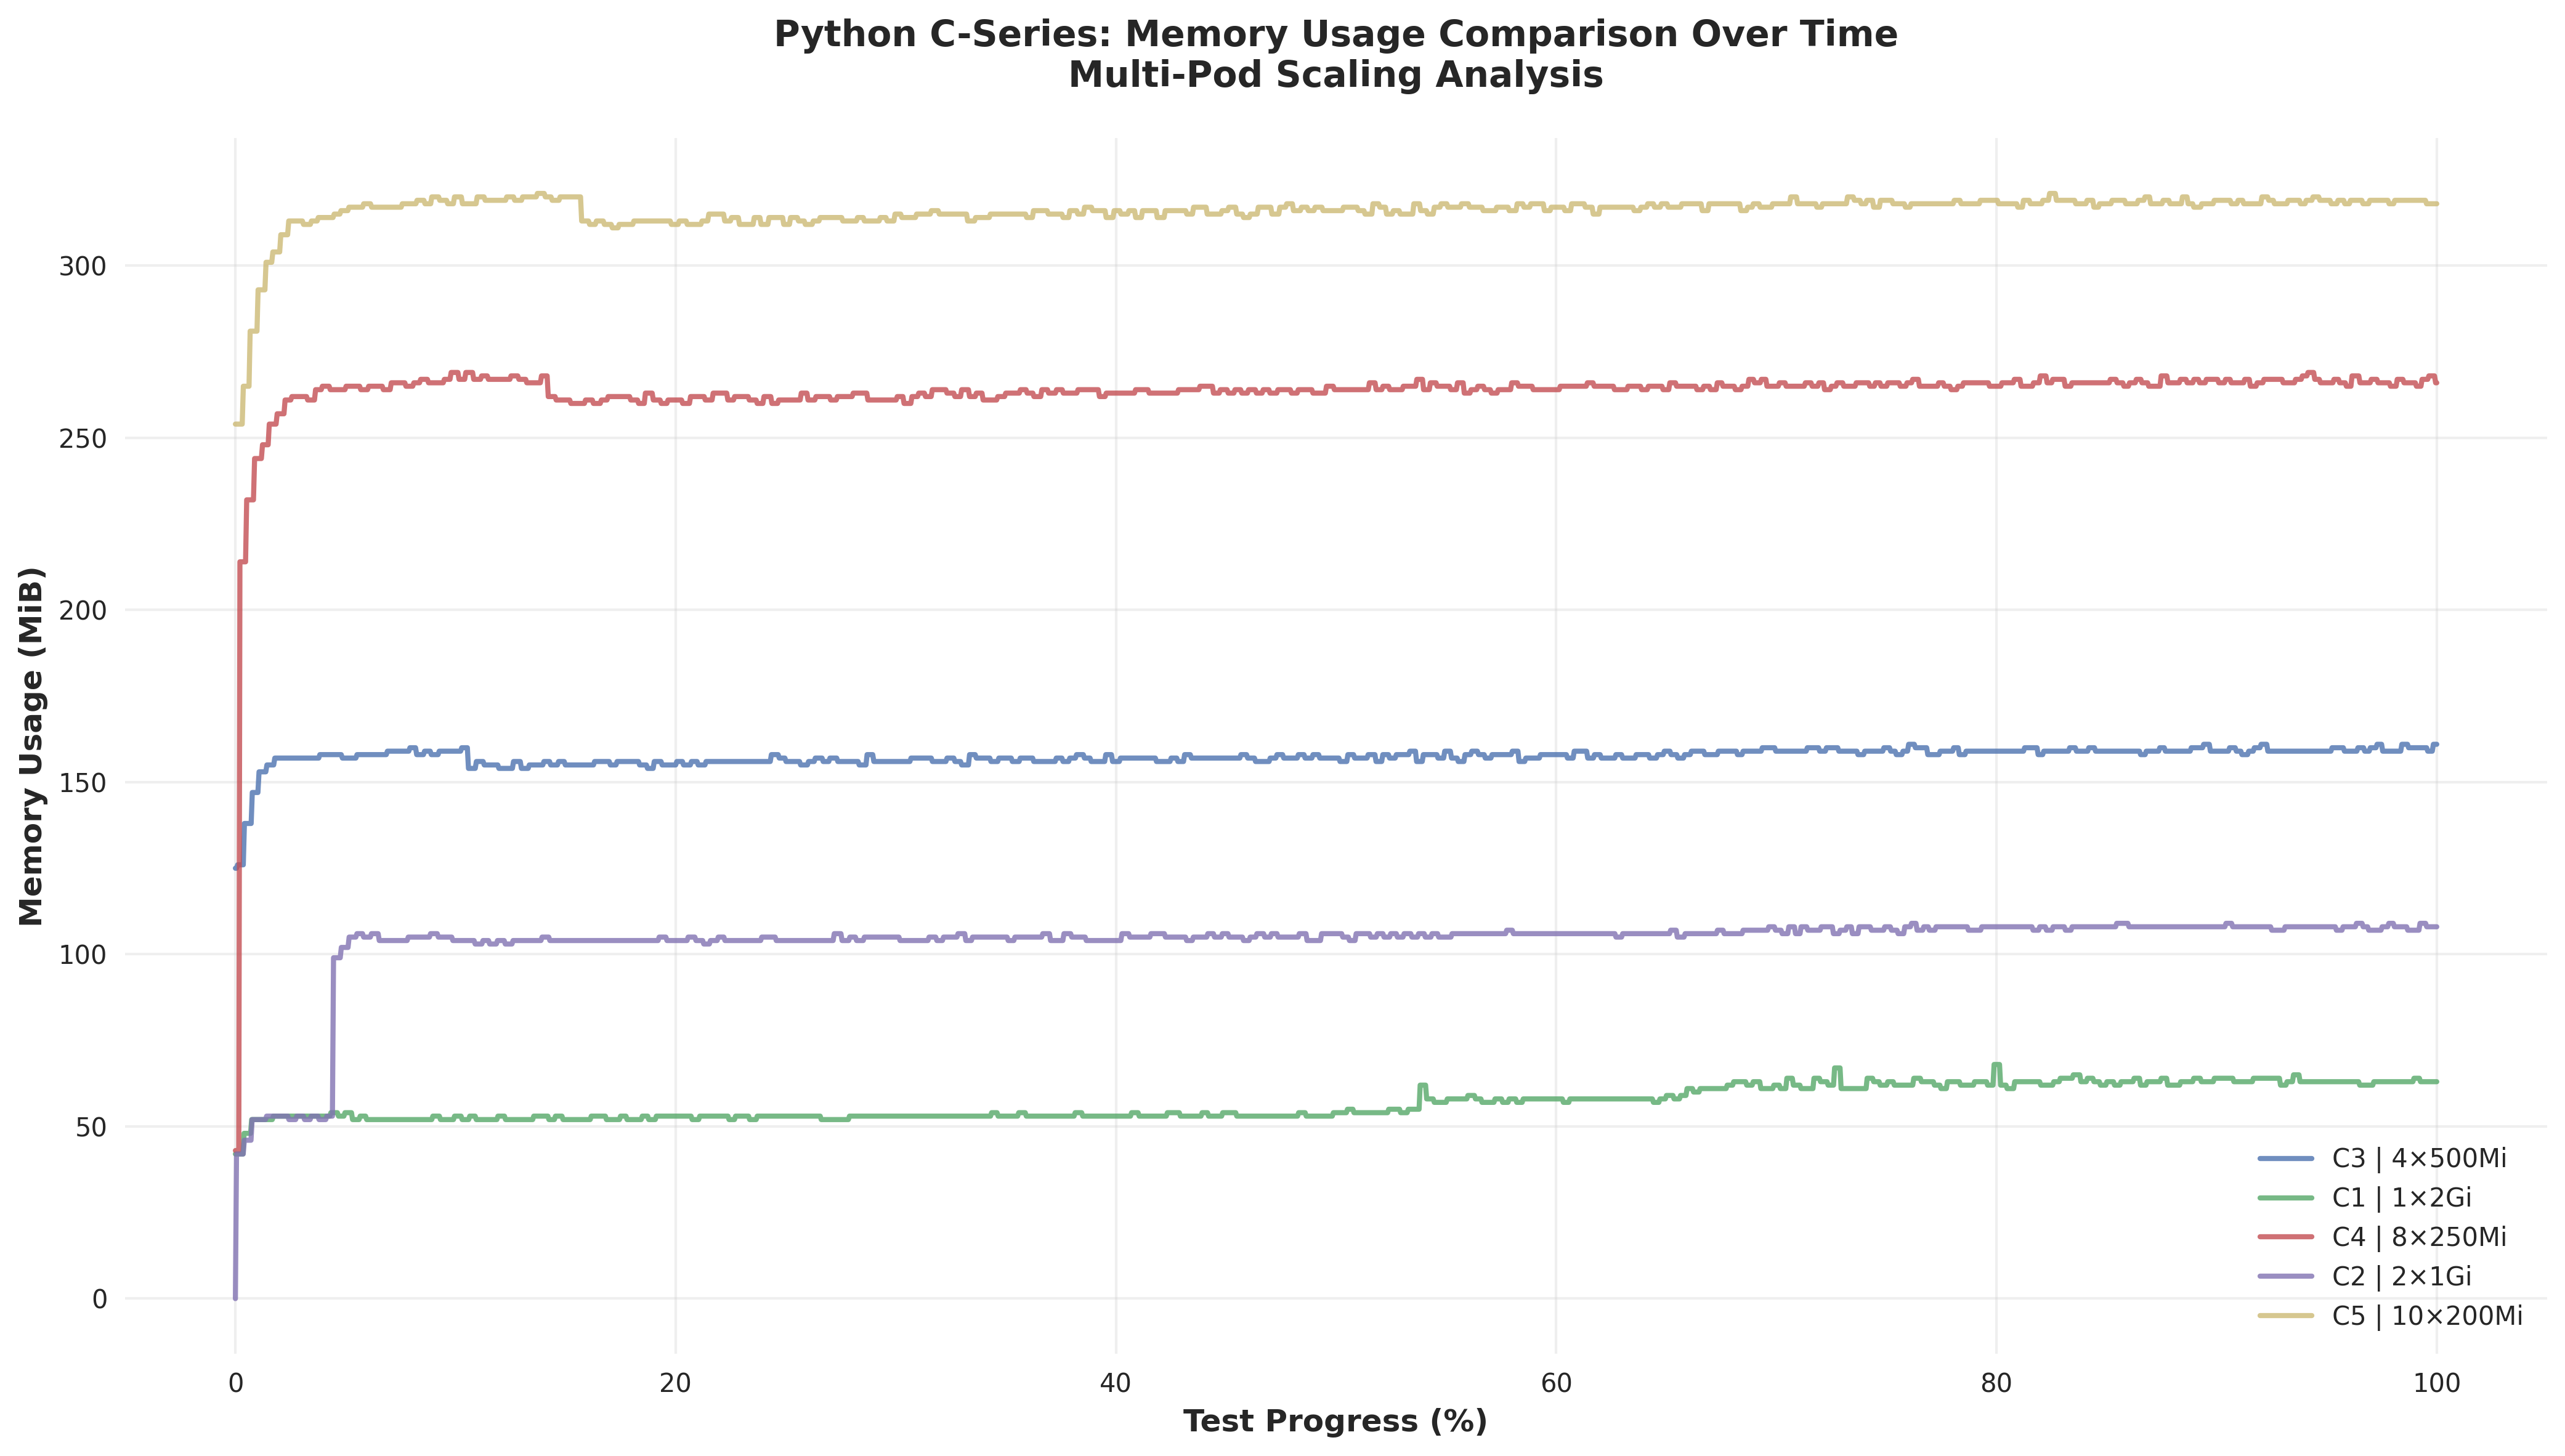 Python C-Series: Memory Usage Comparison Over Time
Multi-Pod Scaling Analysis
Memory Usage (MiB)
300
250
200
150
100
50
0
0
20
40
60
80
100
Test Progress (%)
C3 | 4×500Mi
C1 | 1×2Gi
C4 | 8×250Mi
C2 | 2×1Gi
C5 | 10×200Mi